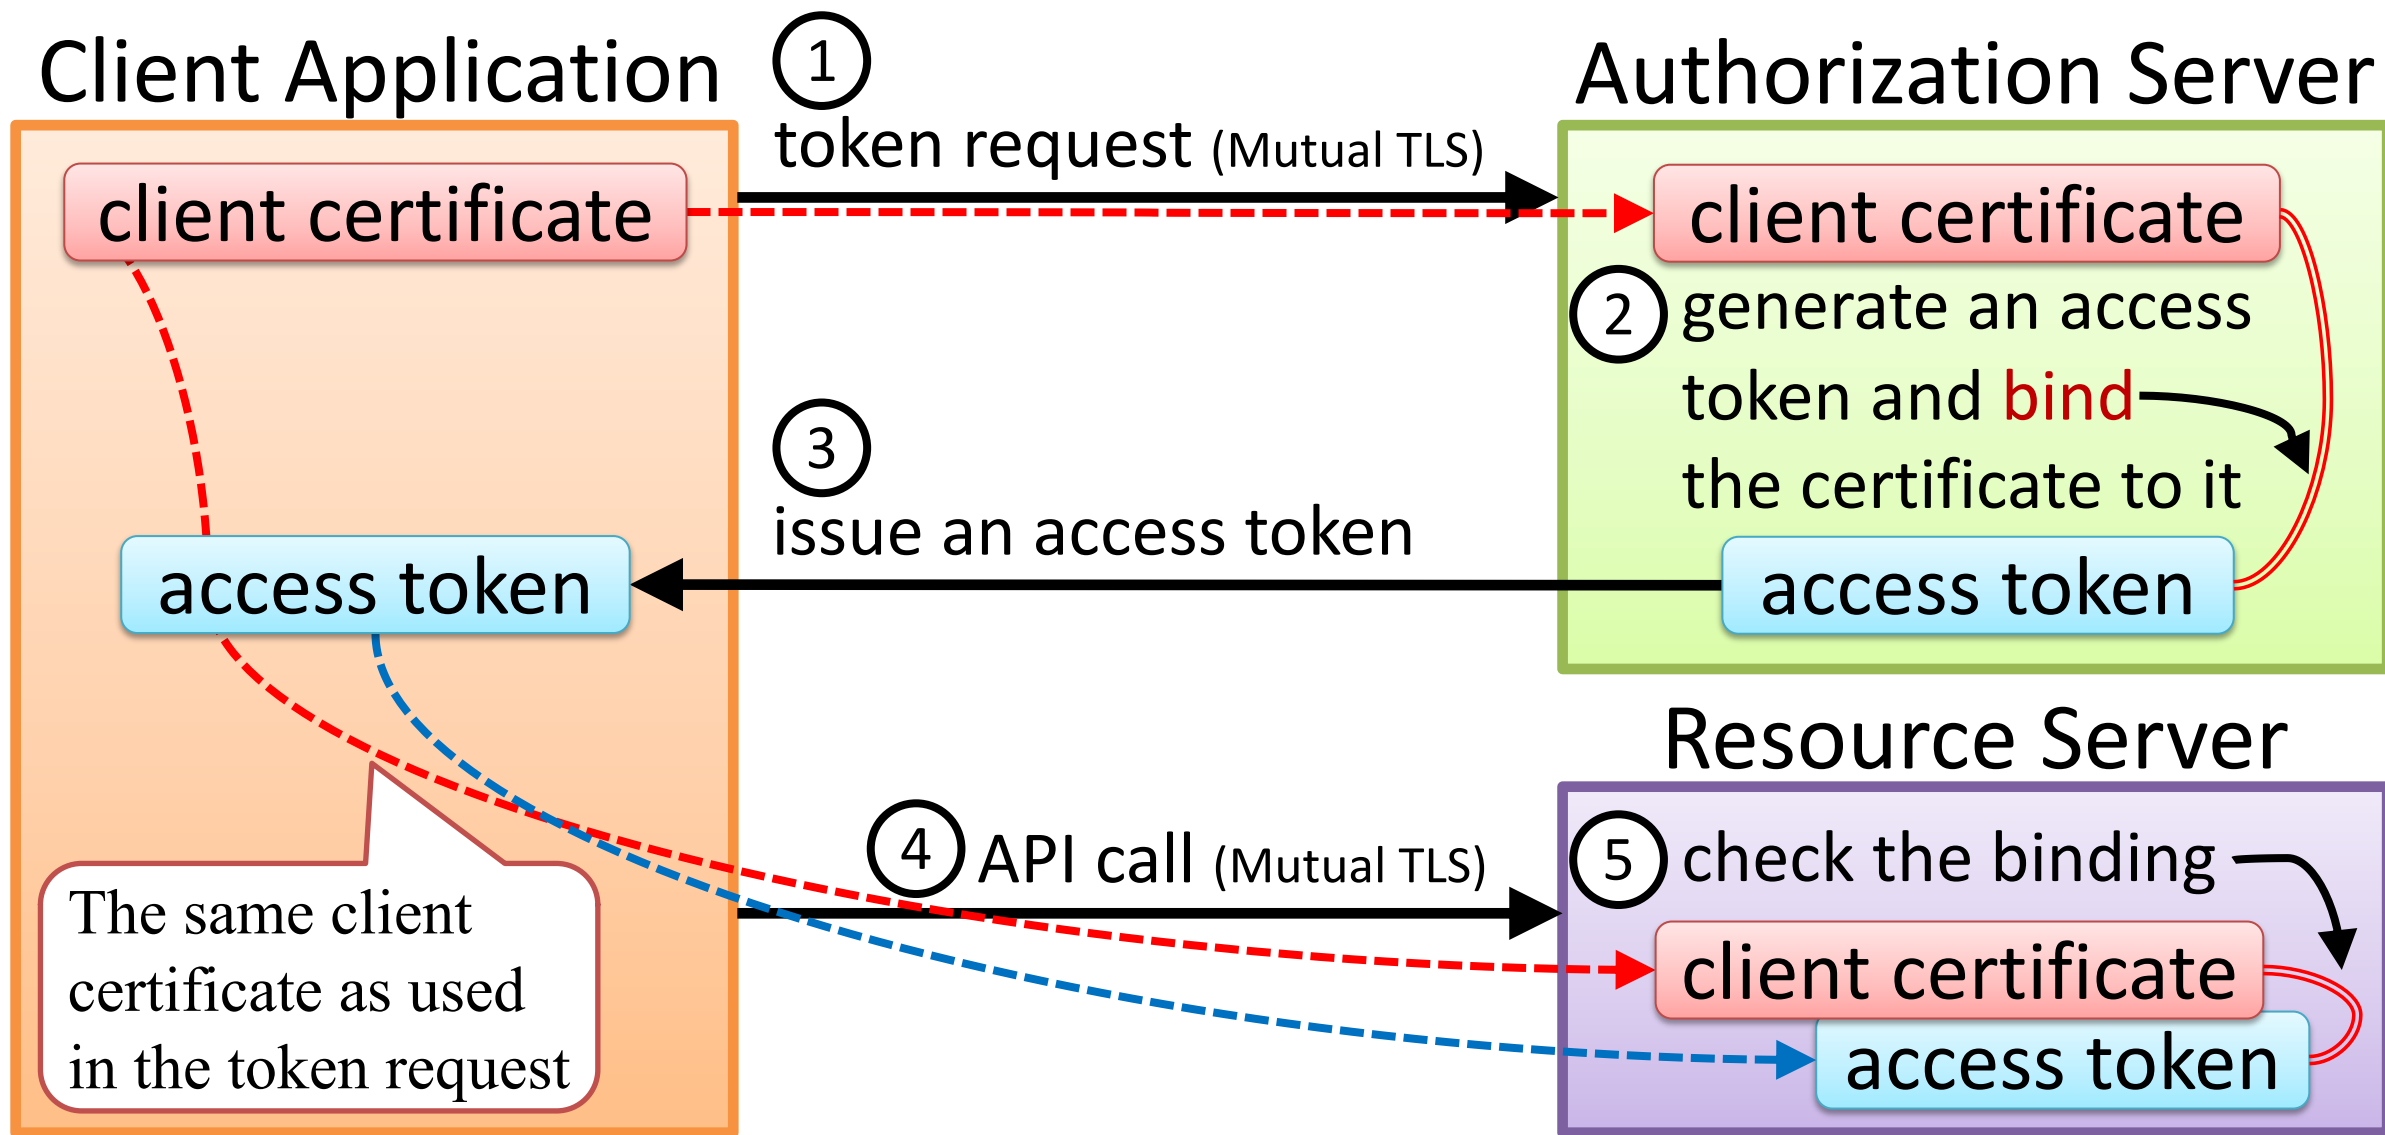 Client Application
client certificate
access token
The same client
certificate as used
in the token request
1
token request (Mutual TLS)
3
issue an access token
4 API call (Mutual TLS)
Authorization Server
client certificate
2 generate an access
token and bind
the certificate to it
access token
Resource Server
5 check the binding
client certificate
access token